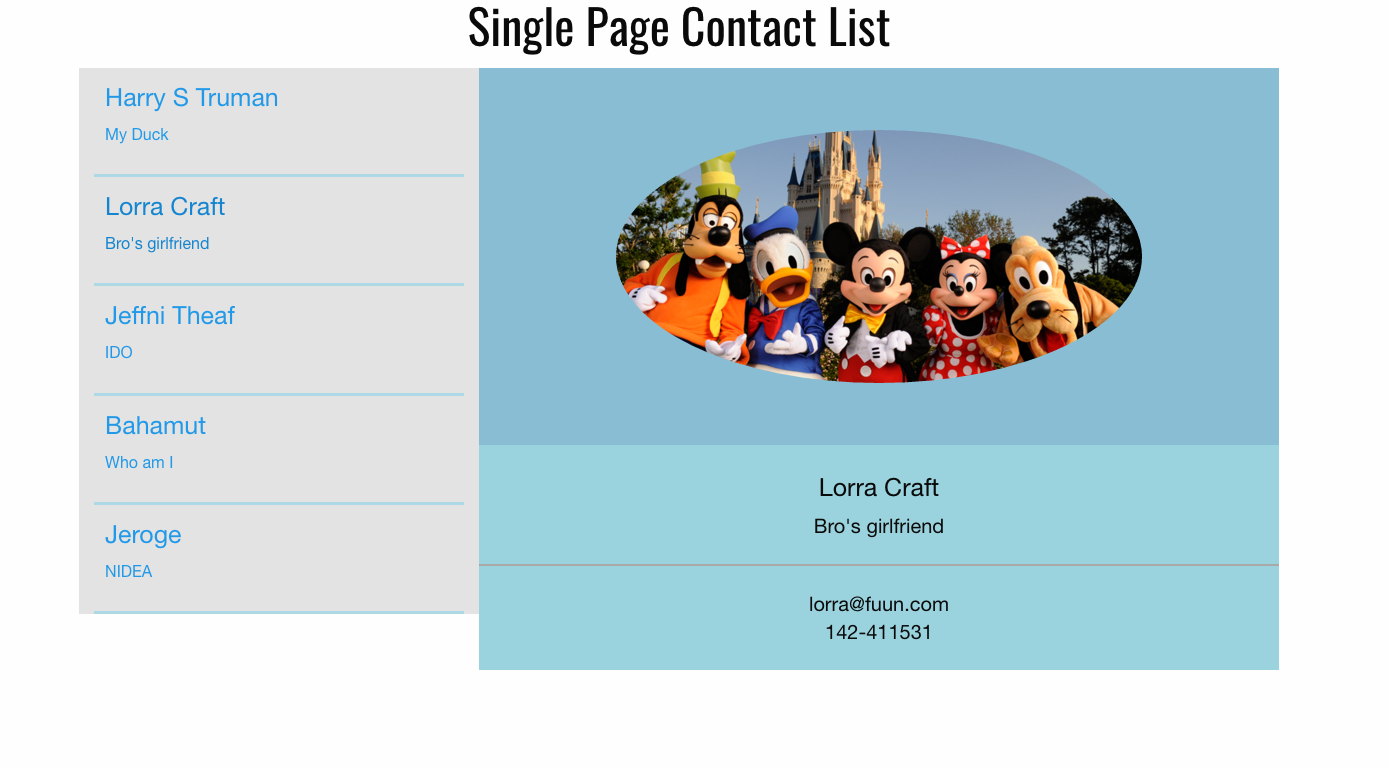 Single Page Contact List
Harry S Truman
My Duck
Lorra Craft
Bro's girlfriend
Jeffni Theaf
IDO
Bahamut
Who am I
Jeroge
NIDEA
Lorra Craft
Bro's girlfriend
lorra@fuun.com
142-411531